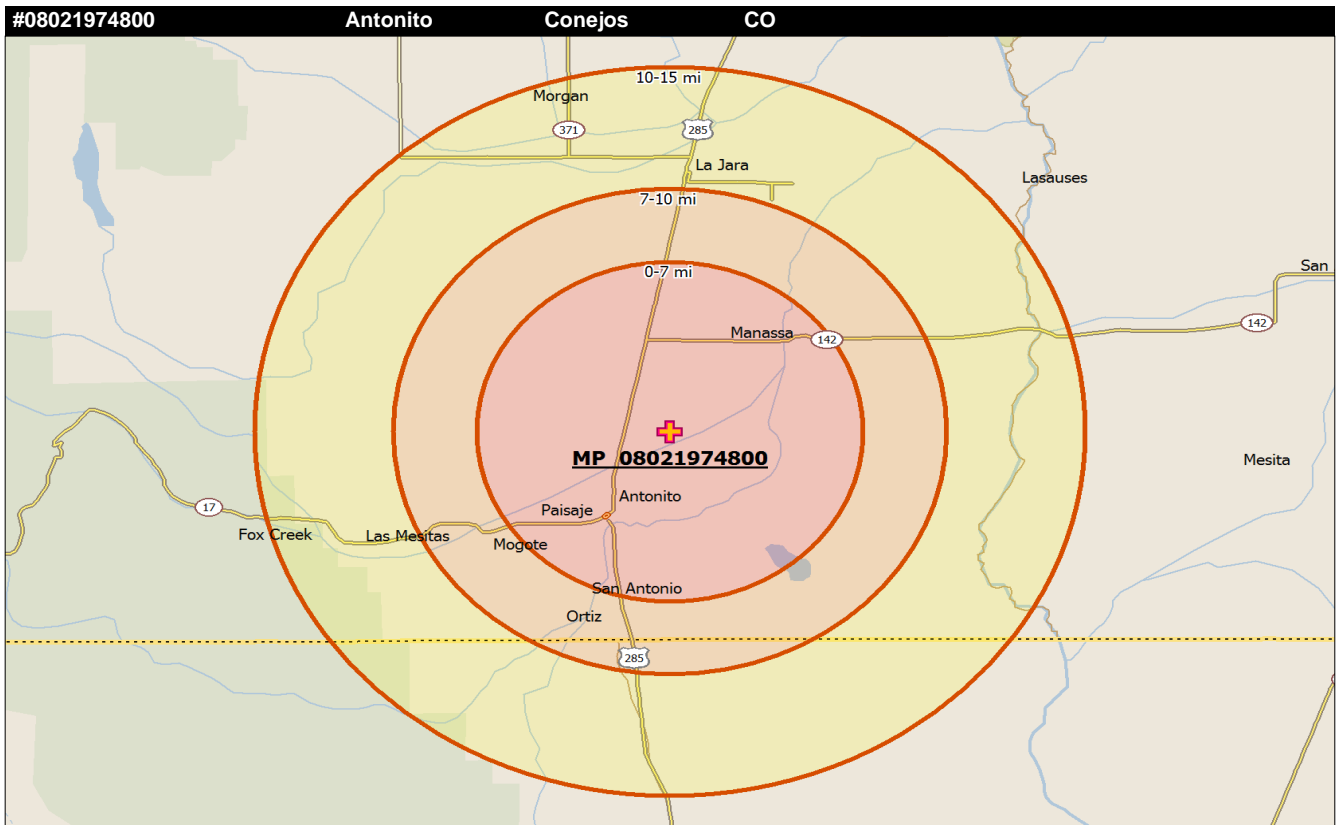 #08021974800 Antonito Conejos CO
10-15 mi
Morgan
371
285
La Jara
Lasauses
7-10 mi
San
0-7 mi
142
Manassa
142
MP 08021974800
Mesita
Antonito
17
Paisaje
Fox Creek
Las Mesitas
Mogote
San Antonio
Ortiz
285